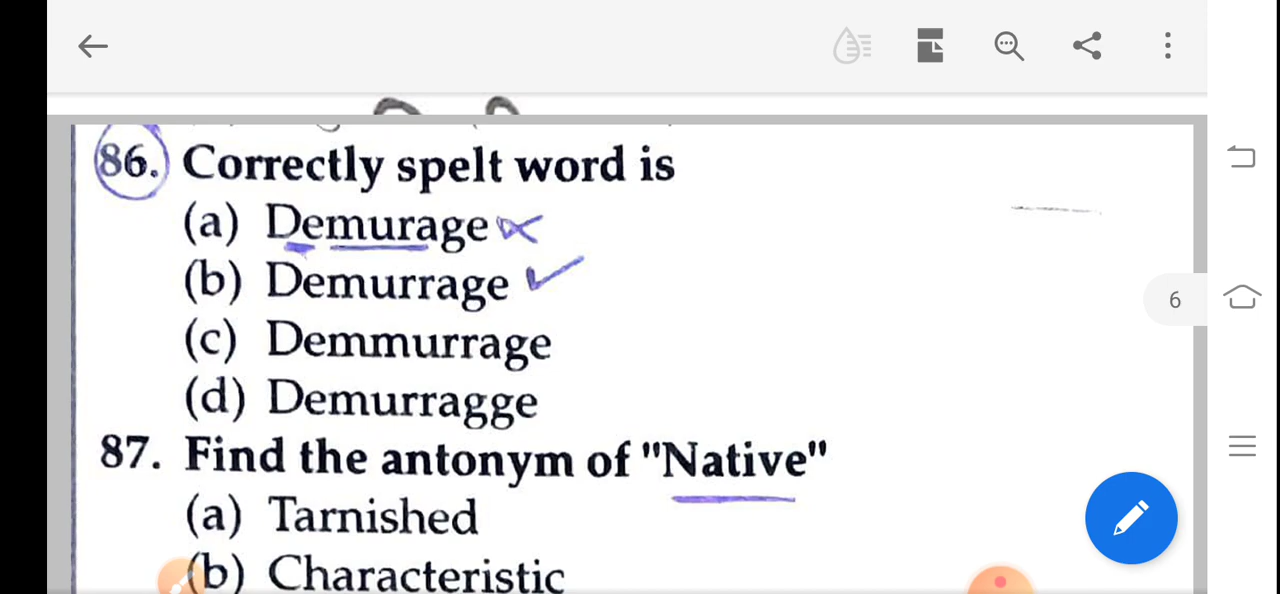 86. Correctly spelt word is
(a) Demurage
(b) Demurrage
(c) Demmurrage
6
(d) Demurragge
87. Find the antonym of "Native"
(a) Tarnished
(b) Characteristic